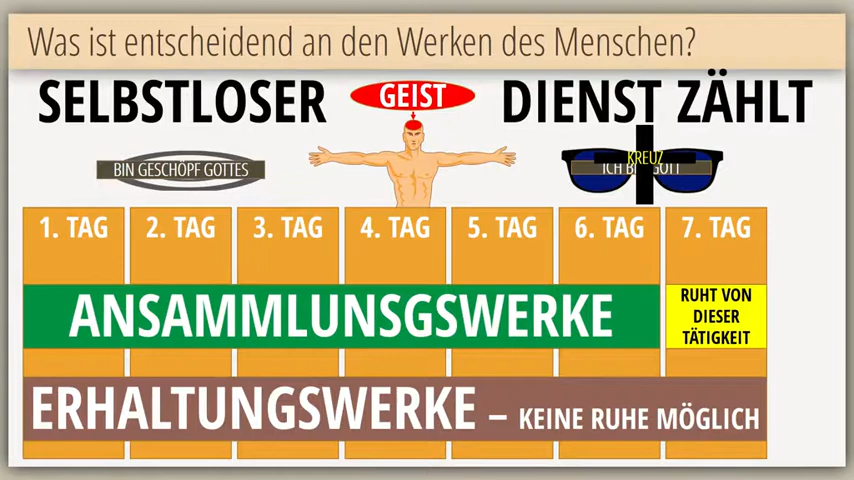 Was ist entscheidend an den Werken des Menschen?
SELBSTLOSER GEIST DIENST ZÄHLT
BIN GESCHÖPF GOTTES
KREUZ
ICH BIN GOTT
1. TAG 2. TAG 3. TAG 4. TAG 5. TAG 6. TAG 7. TAG
ANSAMMLUNSGSWERKE
RUHT VON
DIESER
TÄTIGKEIT
ERHALTUNGSWERKE – KEINE RUHE MÖGLICH